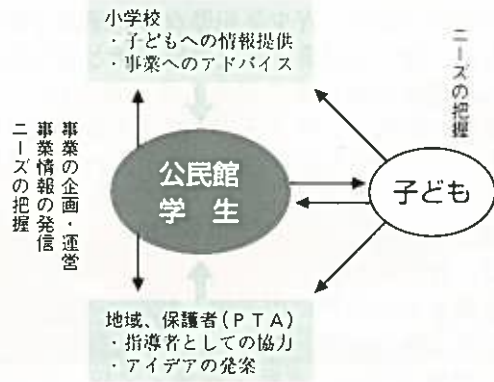 小学校
・子どもへの情報提供
・事業へのアドバイス
ニーズの把握
事業の企画・運営
事業情報の発信
ニーズの把握
公民館
学 生
子ども
地域、保護者(PTA)
・指導者としての協力
・アイデアの発案